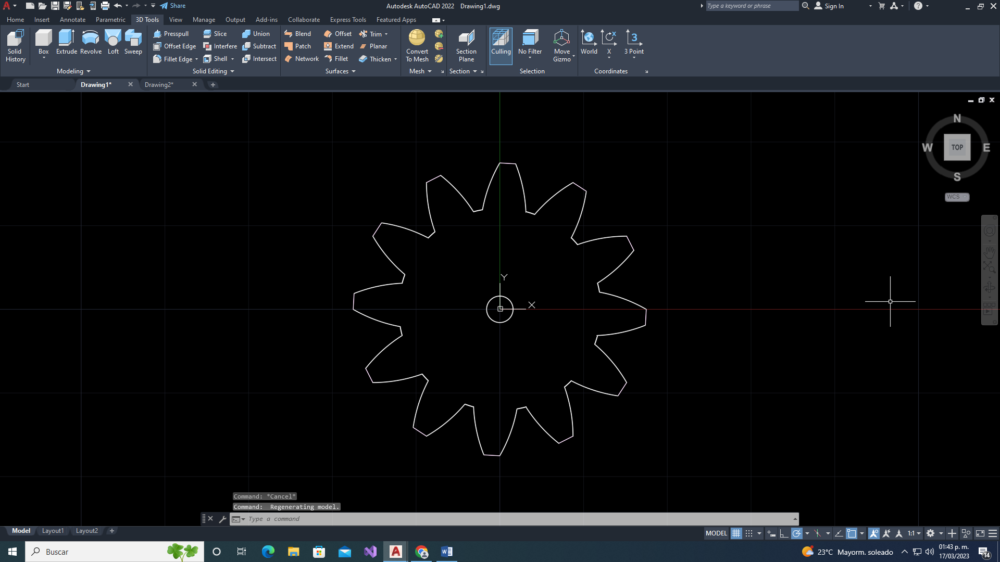 Autodesk AutoCAD 2022 Drawing1.dwg
Share
Type a keyword or phrase
Sign In
Home Insert Annotate Parametric 3D Tools View Manage Output Add-ins Collaborate Express Tools Featured Apps
Solid History
Box
Extrude
Revolve
Loft
Sweep
Modeling
Presspull
Offset Edge
Fillet Edge
Slice
Interfere
Shell
Union
Subtract
Intersect
Solid Editing
Blend
Patch
Network
Offset
Extend
Fillet
Trim
Planar
Thicken
Surfaces
Convert To Mesh
Mesh
Section Plane
Section
Culling
No Filter
Move Gizmo
Selection
World
X
3 Point
Coordinates
Start
Drawing1*
Drawing2*
N
W TOP E
S
WCS
Y
X
Command: *Cancel*
Command: Regenerating model.
Type a command
Model Layout1 Layout2
MODEL
1:1
Buscar
23°C Mayorm. soleado
01:43 p. m.
17/03/2023
14